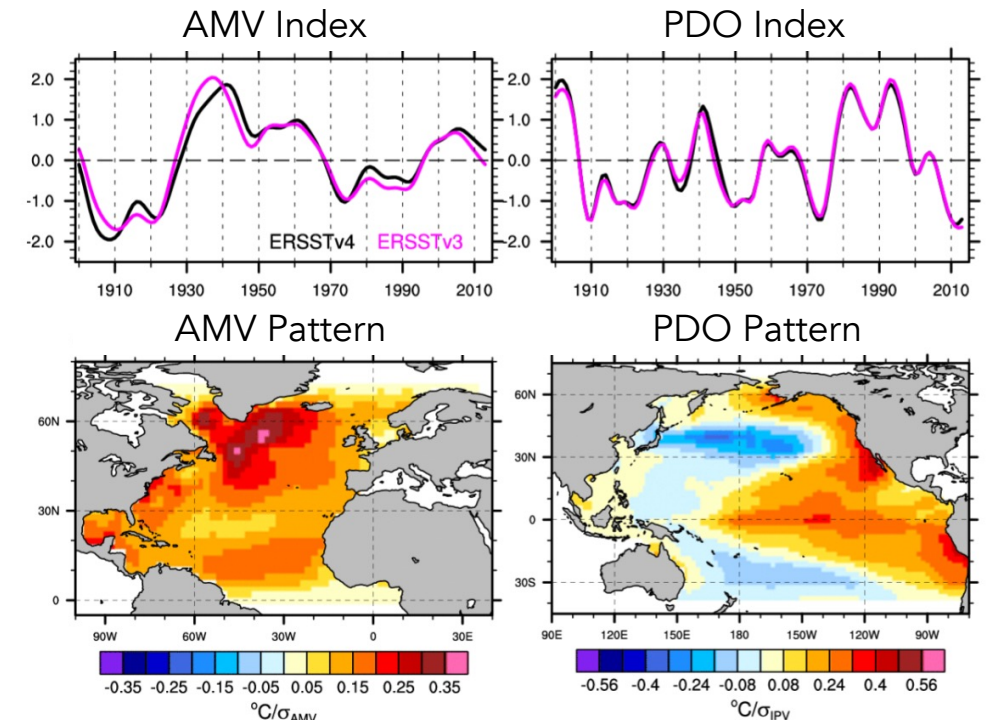 AMV Index
PDO Index
2.0
1.0
0.0
-1.0
-2.0
ERSSTv4 ERSSTv3
1910 1930 1950 1970 1990 2010
2.0
1.0
0.0
-1.0
-2.0
1910 1930 1950 1970 1990 2010
AMV Pattern
PDO Pattern
60N
30N
0
90W 60W 30W 0 30E
60N
30N
0
30S
90E 120E 150E 180 150W 120W 90W
-0.35 -0.25 -0.15 -0.05 0.05 0.15 0.25 0.35
°C/σAMV
-0.56 -0.4 -0.24 -0.08 0.08 0.24 0.4 0.56
°C/σIPV